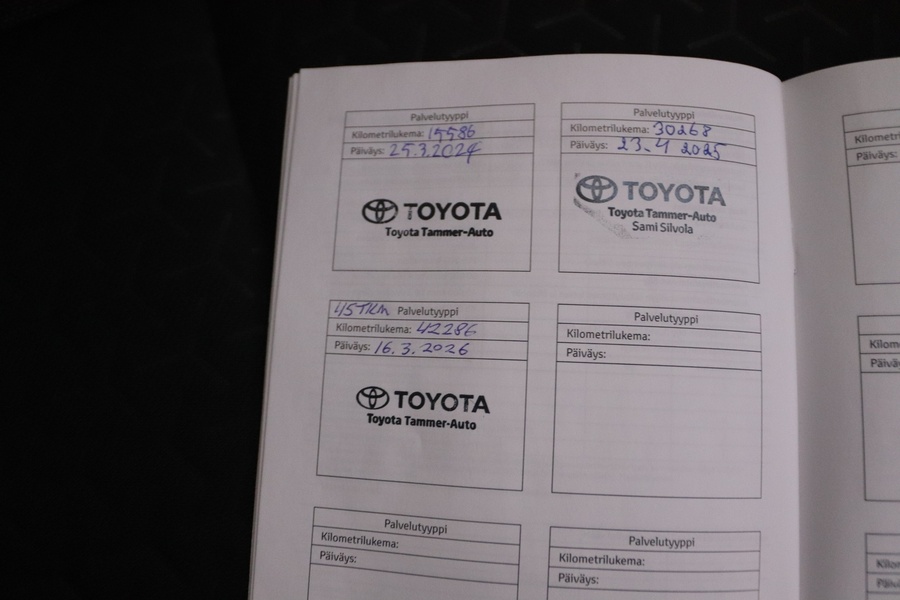 Palvelutyyppi
Kilometrilukema: 15586
Päiväys: 25.3.2024
TOYOTA
Toyota Tammer-Auto
Palvelutyyppi
Kilometrilukema: 30268
Päiväys: 23.4 2025
TOYOTA
Toyota Tammer-Auto
Sami Silvola
45TKm Palvelutyyppi
Kilometrilukema: 42286
Päiväys: 16.3.2026
TOYOTA
Toyota Tammer-Auto
Palvelutyyppi
Kilometrilukema:
Päiväys:
Palvelutyyppi
Kilometrilukema:
Päiväys:
Palvelutyyppi
Kilometrilukema:
Päiväys:
Päiväys: